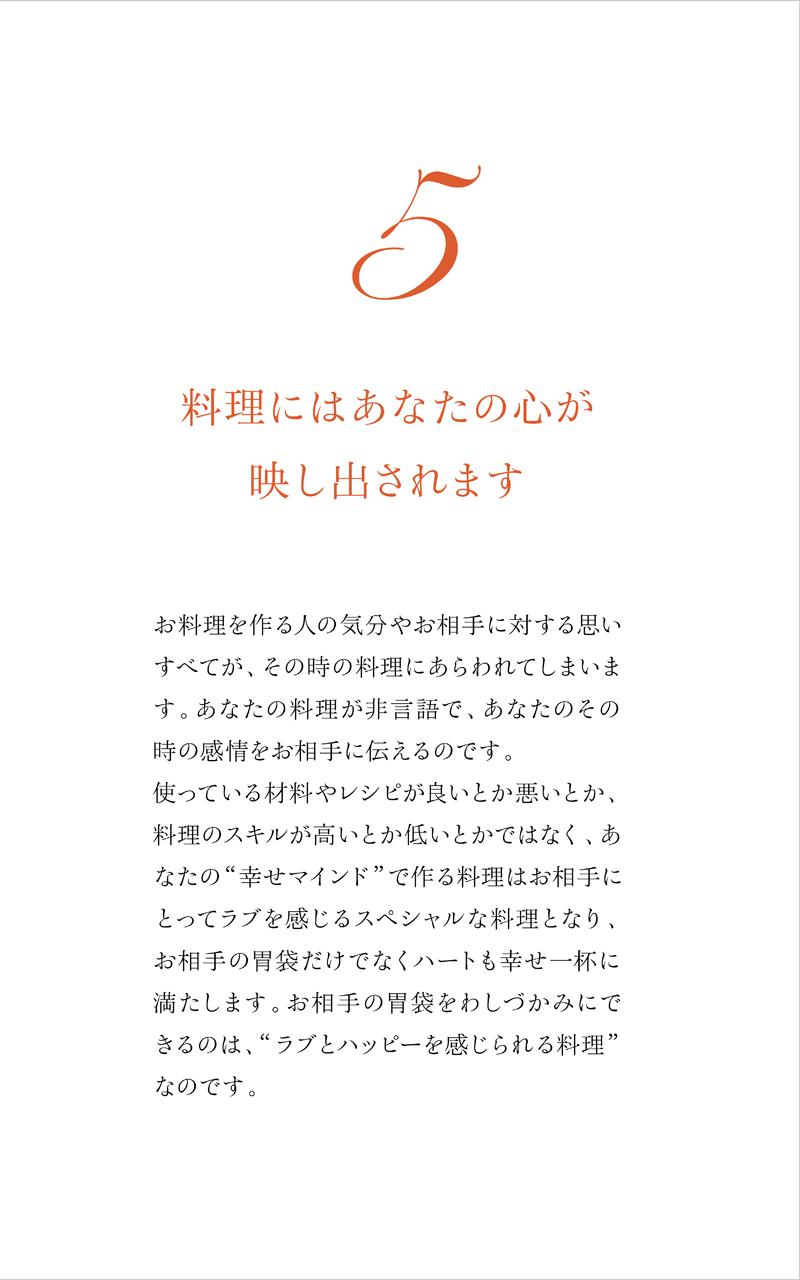 5
料理にはあなたの心が
映し出されます
お料理を作る人の気分やお相手に対する思い
すべてが、その時の料理にあらわれてしまいま
す。あなたの料理が非言語で、あなたのその
時の感情をお相手に伝えるのです。
使っている材料やレシピが良いとか悪いとか、
料理のスキルが高いとか低いとかではなく、あ
なたの“幸せマインド”で作る料理はお相手に
とってラブを感じるスペシャルな料理となり、
お相手の胃袋だけでなくハートも幸せ一杯に
満たします。お相手の胃袋をわしづかみにで
きるのは、“ラブとハッピーを感じられる料理”
なのです。